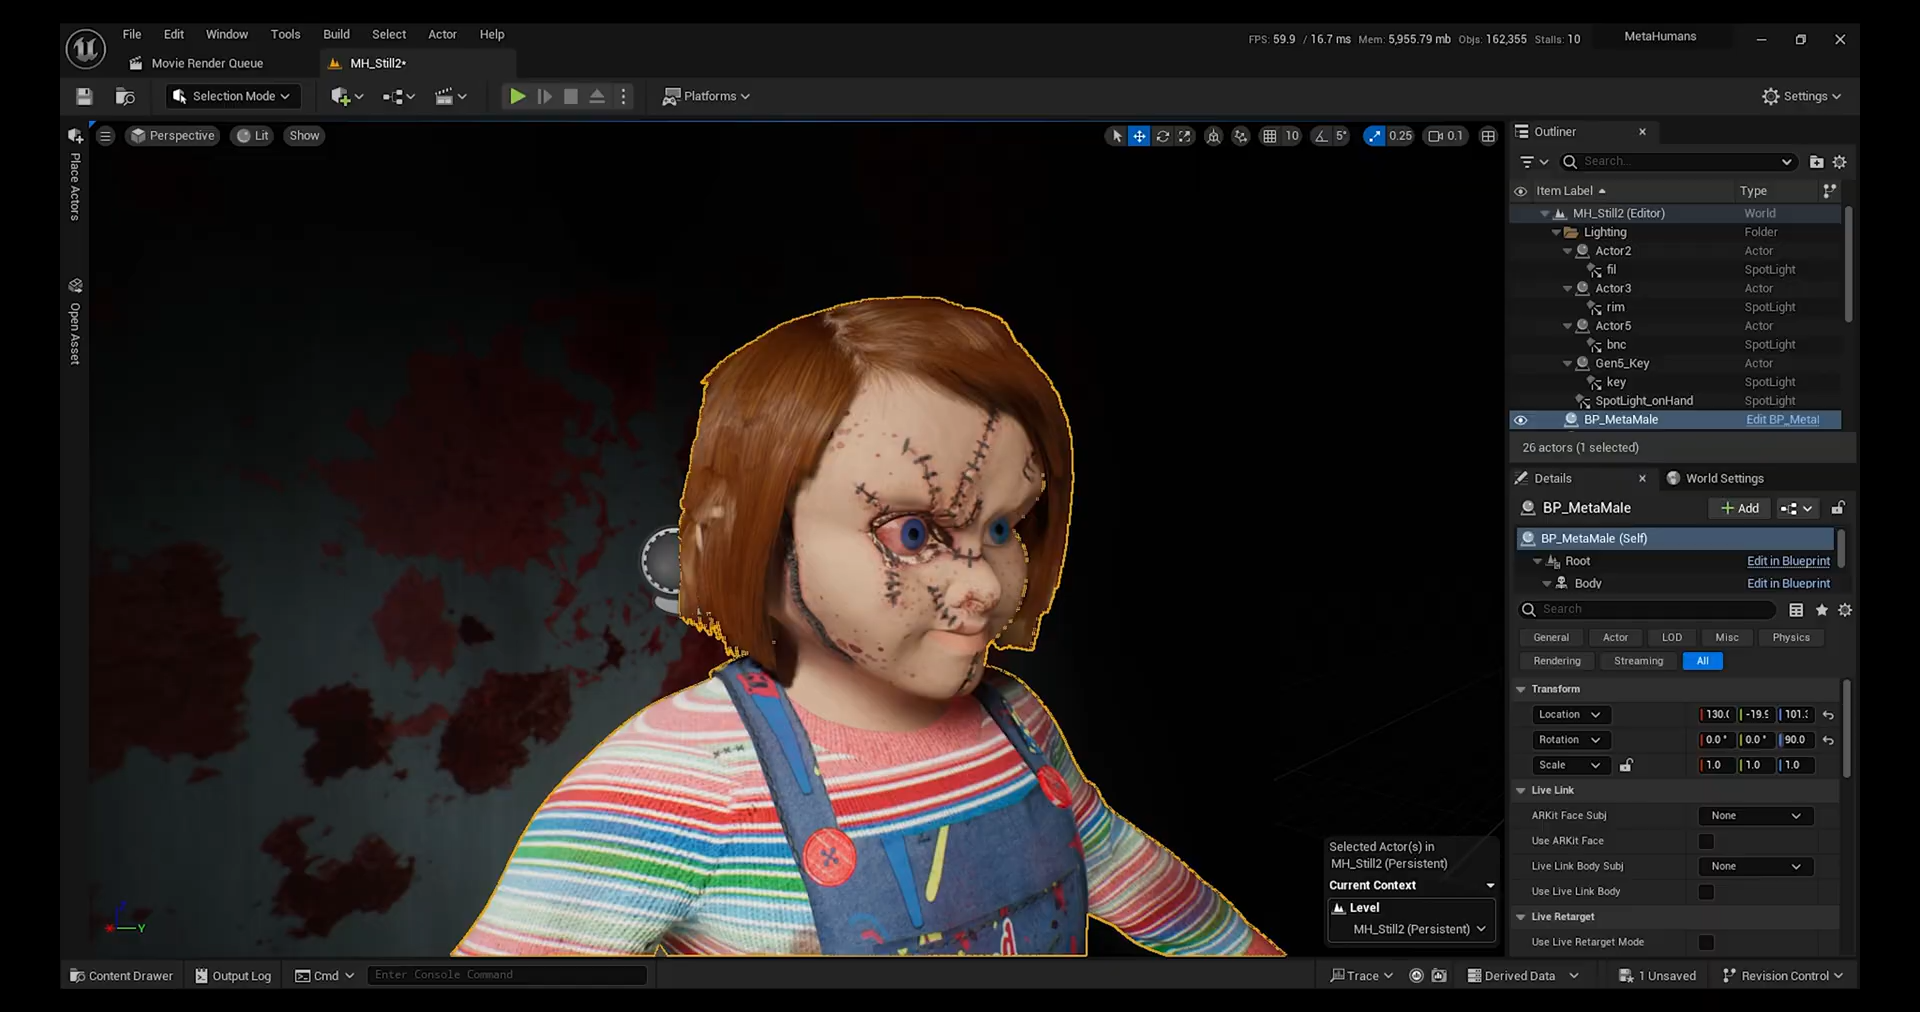 File Edit Window Tools Build Select Actor Help
FPS: 59.9 / 16.7 ms Mem: 5,955.79 mb Objs: 162,355 Stalls: 10
MetaHumans
Movie Render Queue
MH_Still2*
Selection Mode
Platforms
Settings
Place Actors
Open Asset
Perspective Lit Show
10 5° 0.25 0.1
Outliner
Search...
Item Label Type
MH_Still2 (Editor) World
Lighting Folder
Actor2 Actor
fil SpotLight
Actor3 Actor
rim SpotLight
Actor5 Actor
bnc SpotLight
Gen5_Key Actor
key SpotLight
SpotLight_onHand SpotLight
BP_MetaMale Edit BP_Metal
26 actors (1 selected)
Details
World Settings
BP_MetaMale
Add
BP_MetaMale (Self)
Root Edit in Blueprint
Body Edit in Blueprint
Search
General Actor LOD Misc Physics
Rendering Streaming All
Transform
Location 130.( -19.9 101.:
Rotation 0.0° 0.0° 90.0
Scale 1.0 1.0 1.0
Live Link
ARKit Face Subj None
Use ARKit Face
Live Link Body Subj None
Use Live Link Body
Live Retarget
Use Live Retarget Mode
Selected Actor(s) in
MH_Still2 (Persistent)
Current Context
Level
MH_Still2 (Persistent)
Y
Content Drawer Output Log Cmd Enter Console Command
Trace Derived Data 1 Unsaved Revision Control